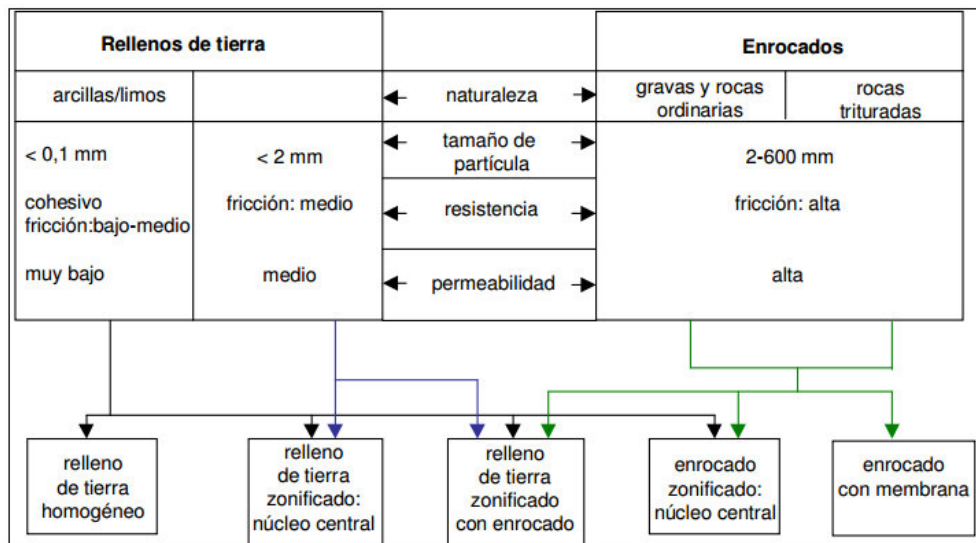 Rellenos de tierra
Enrocados
arcillas/limos
naturaleza
gravas y rocas
ordinarias
rocas
trituradas
< 0,1 mm
< 2 mm
tamaño de
partícula
2-600 mm
cohesivo
fricción:bajo-medio
fricción: medio
resistencia
fricción: alta
muy bajo
medio
permeabilidad
alta
relleno
de tierra
homogéneo
relleno
de tierra
zonificado:
núcleo central
relleno
de tierra
zonificado
con enrocado
enrocado
zonificado:
núcleo central
enrocado
con membrana